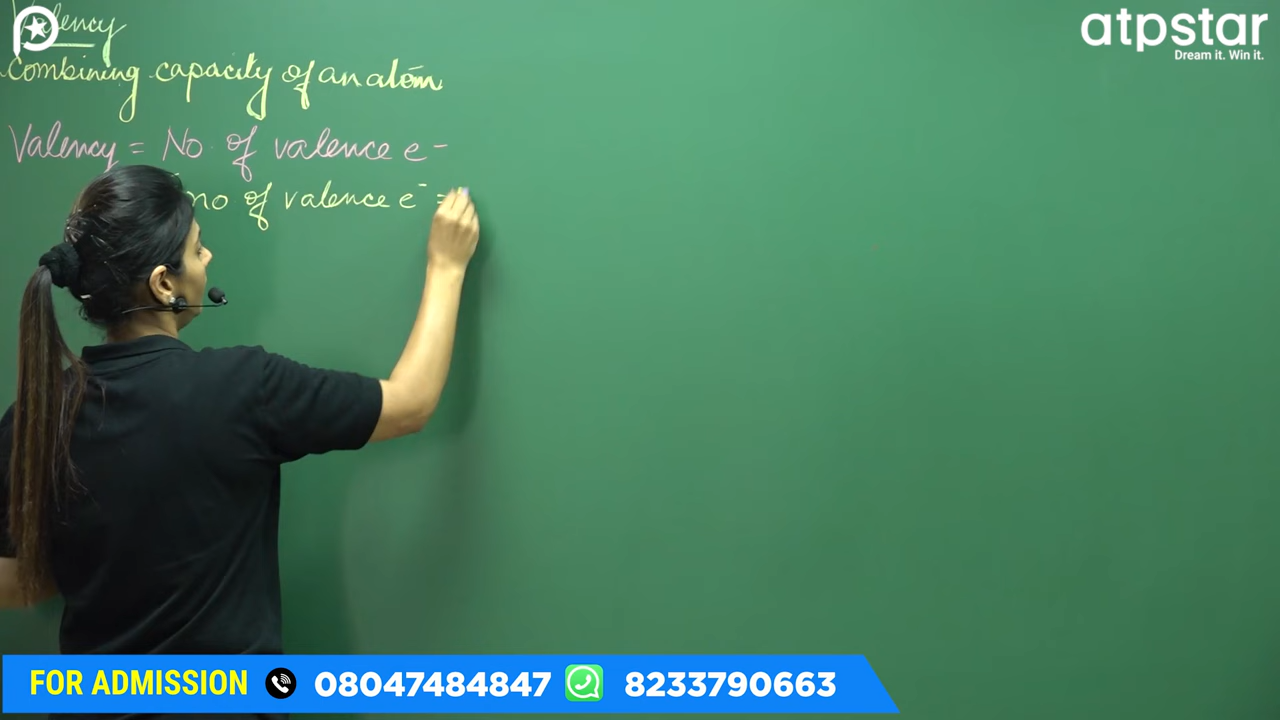 Valency
atpstar
Dream it. Win it.
Combining capacity of an atom
Valency = No. of valence e-
no of valence e- =
FOR ADMISSION 08047484847 8233790663